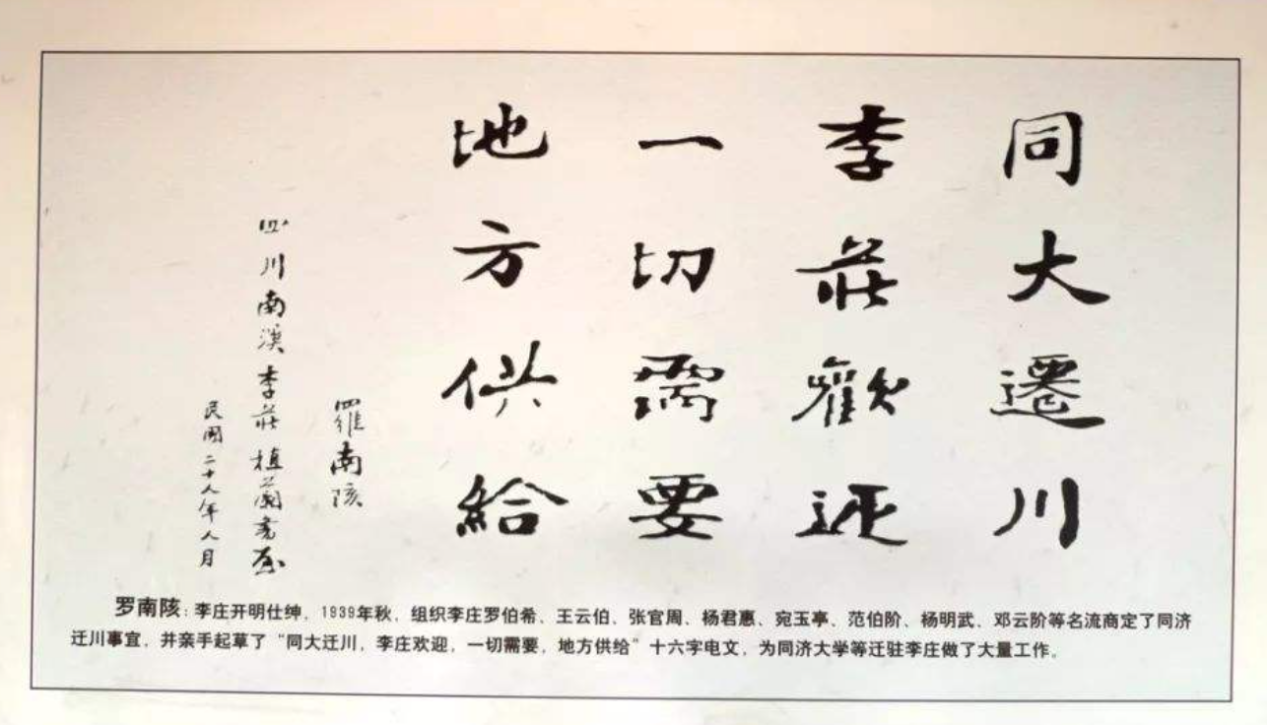 同大遷川
李莊歡迎
一切需要
地方供給
羅南陔
四川南溪李莊植蘭書屋
民國二十八年八月
罗南陔：李庄开明仕绅，1939年秋，组织李庄罗伯希、王云伯、张官周、杨君惠、宛玉亭、范伯阶、杨明武、邓云阶等名流商定了同济
迁川事宜，并亲手起草了“同大迁川，李庄欢迎，一切需要，地方供给”十六字电文，为同济大学等迁驻李庄做了大量工作。